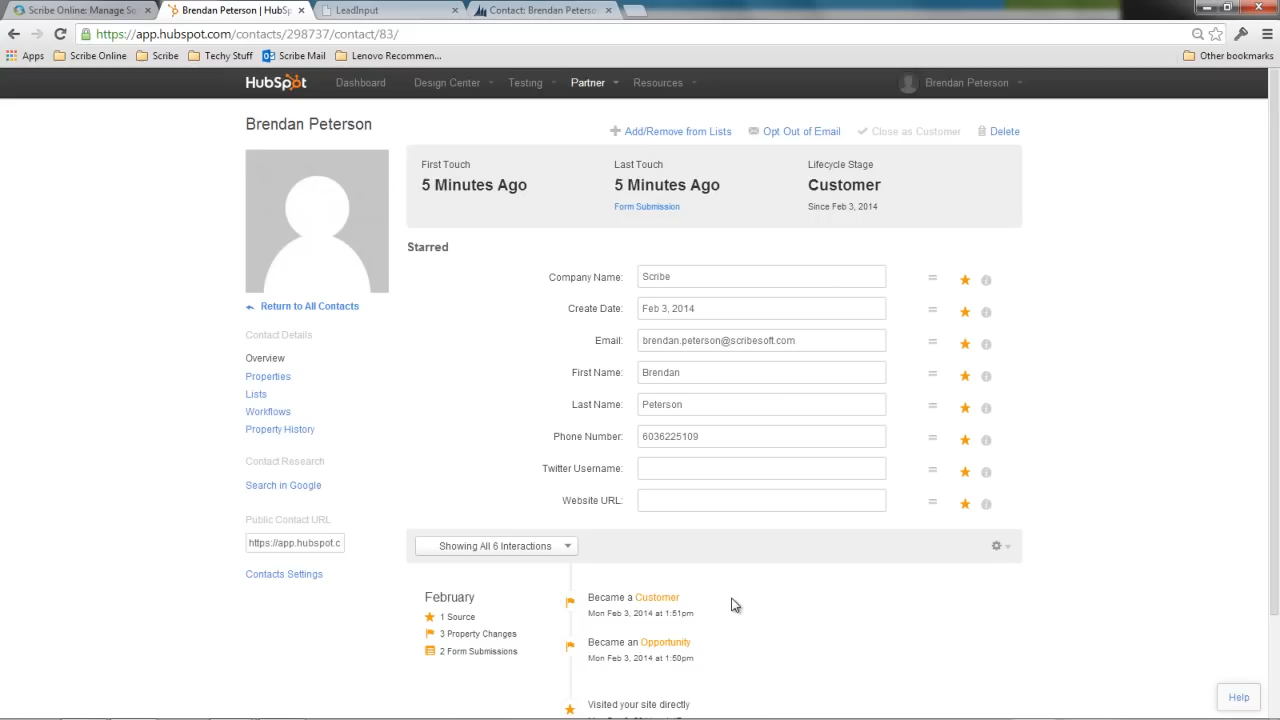 Scribe Online: Manage So
Brendan Peterson | HubSp
LeadInput
Contact: Brendan Peterson
https://app.hubspot.com/contacts/298737/contact/83/
Apps
Scribe Online
Scribe
Techy Stuff
Scribe Mail
Lenovo Recommen...
Other bookmarks
HubSpot
Dashboard
Design Center
Testing
Partner
Resources
Brendan Peterson
Brendan Peterson
Add/Remove from Lists
Opt Out of Email
Close as Customer
Delete
First Touch
5 Minutes Ago
Last Touch
5 Minutes Ago
Form Submission
Lifecycle Stage
Customer
Since Feb 3, 2014
Return to All Contacts
Contact Details
Overview
Properties
Lists
Workflows
Property History
Contact Research
Search in Google
Public Contact URL
https://app.hubspot.c
Contacts Settings
Starred
Company Name: Scribe
Create Date: Feb 3, 2014
Email: brendan.peterson@scribesoft.com
First Name: Brendan
Last Name: Peterson
Phone Number: 6036225109
Twitter Username:
Website URL:
Showing All 6 Interactions
February
1 Source
3 Property Changes
2 Form Submissions
Became a Customer
Mon Feb 3, 2014 at 1:51pm
Became an Opportunity
Mon Feb 3, 2014 at 1:50pm
Visited your site directly
Help